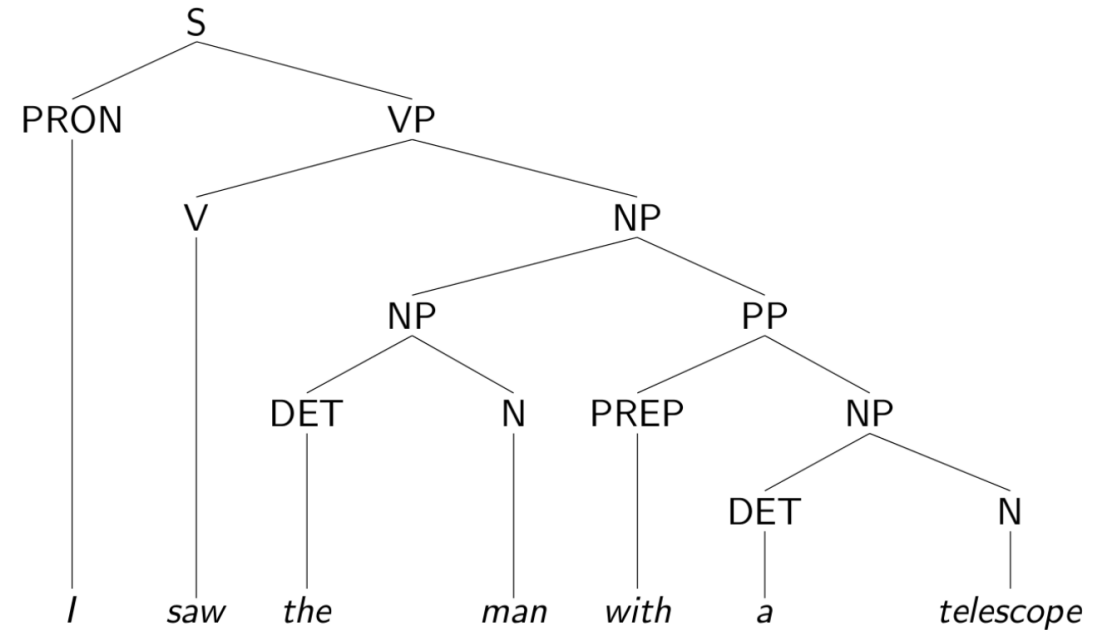 S
PRON VP
V NP
NP PP
DET N PREP NP
DET N
I saw the man with a telescope